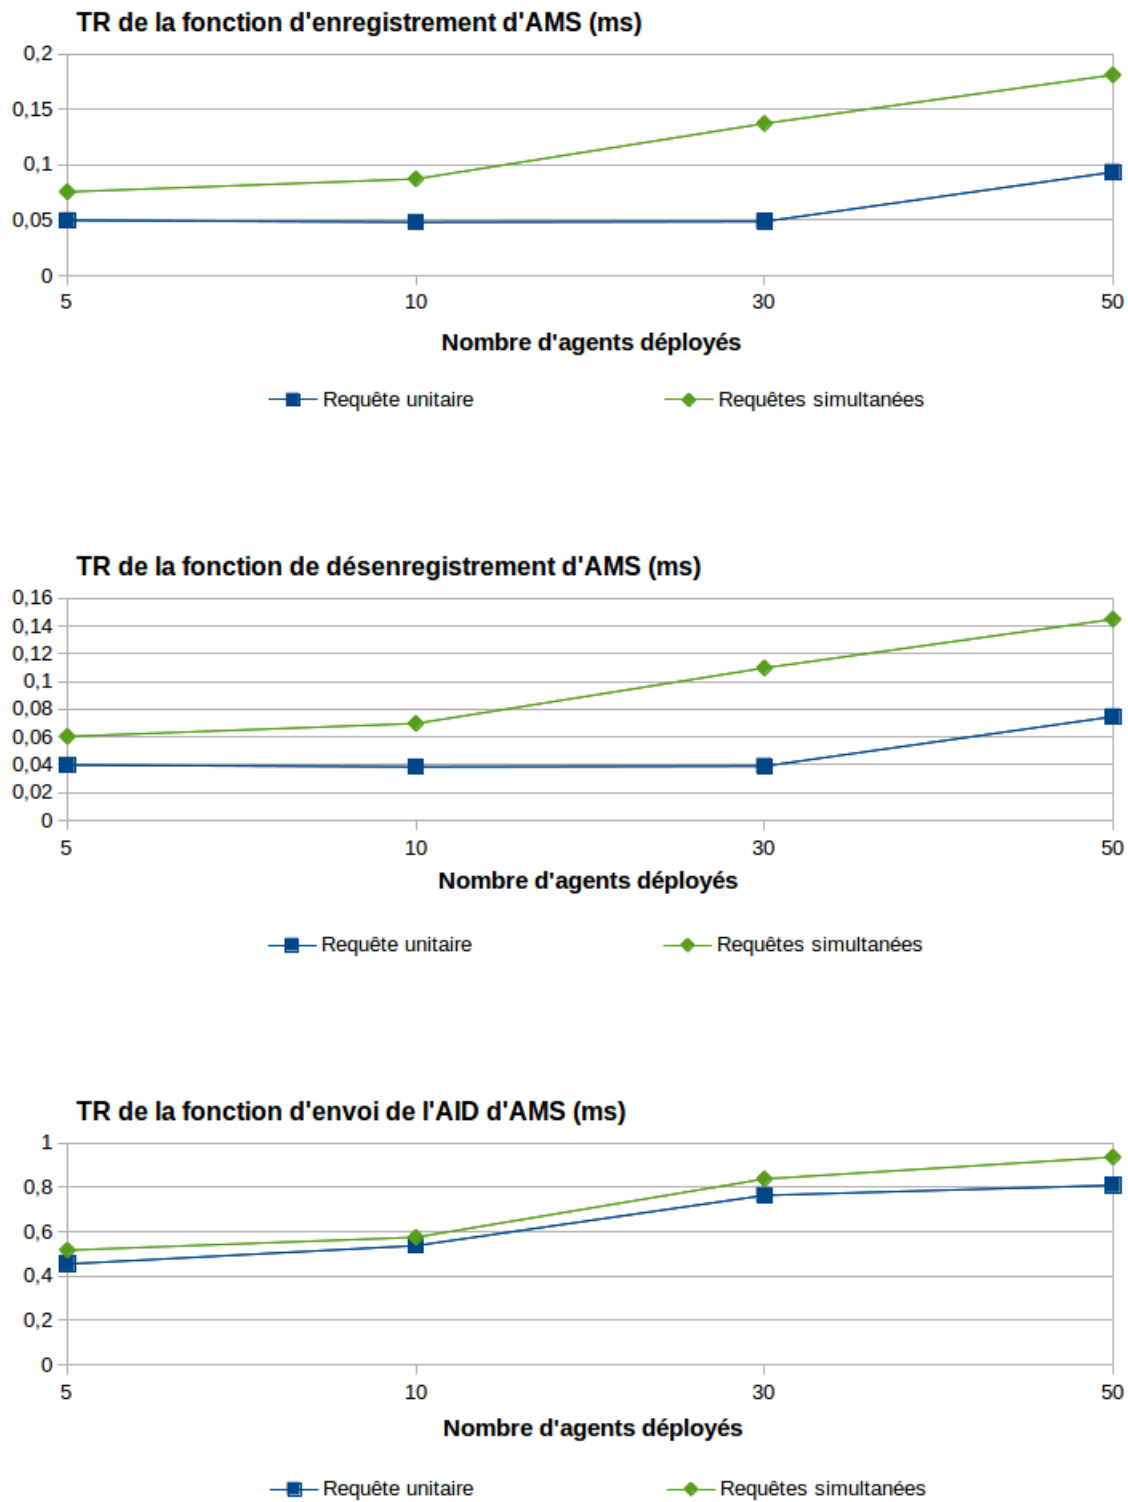 TR de la fonction d'enregistrement d'AMS (ms)
0,2
0,15
0,1
0,05
0
5 10 30 50
Nombre d'agents déployés
Requête unitaire Requêtes simultanées
TR de la fonction de désenregistrement d'AMS (ms)
0,16
0,14
0,12
0,1
0,08
0,06
0,04
0,02
0
5 10 30 50
Nombre d'agents déployés
Requête unitaire Requêtes simultanées
TR de la fonction d'envoi de l'AID d'AMS (ms)
1
0,8
0,6
0,4
0,2
0
5 10 30 50
Nombre d'agents déployés
Requête unitaire Requêtes simultanées